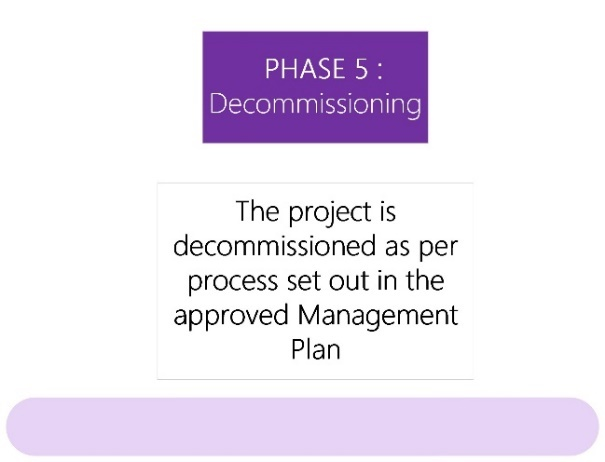 PHASE 5 :
Decommissioning
The project is
decommissioned as per
process set out in the
approved Management
Plan